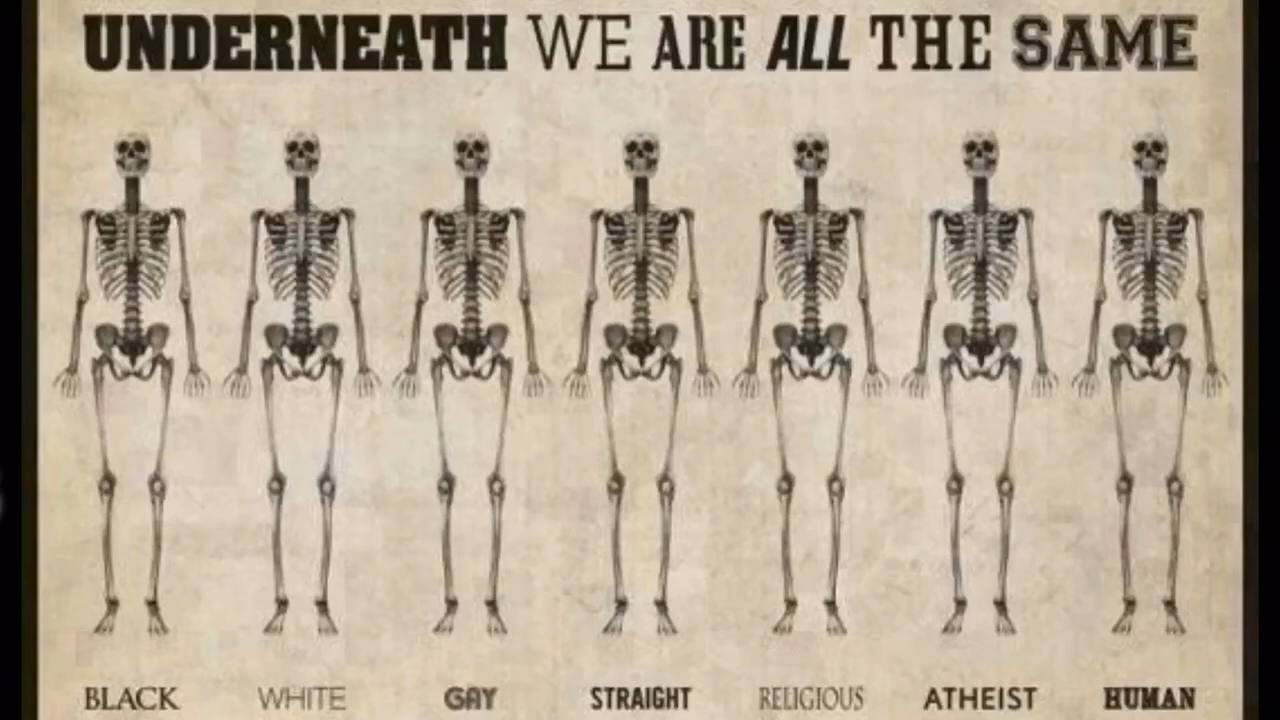 UNDERNEATH WE ARE ALL THE SAME
BLACK WHITE GAY STRAIGHT RELIGIOUS ATHEIST HUMAN